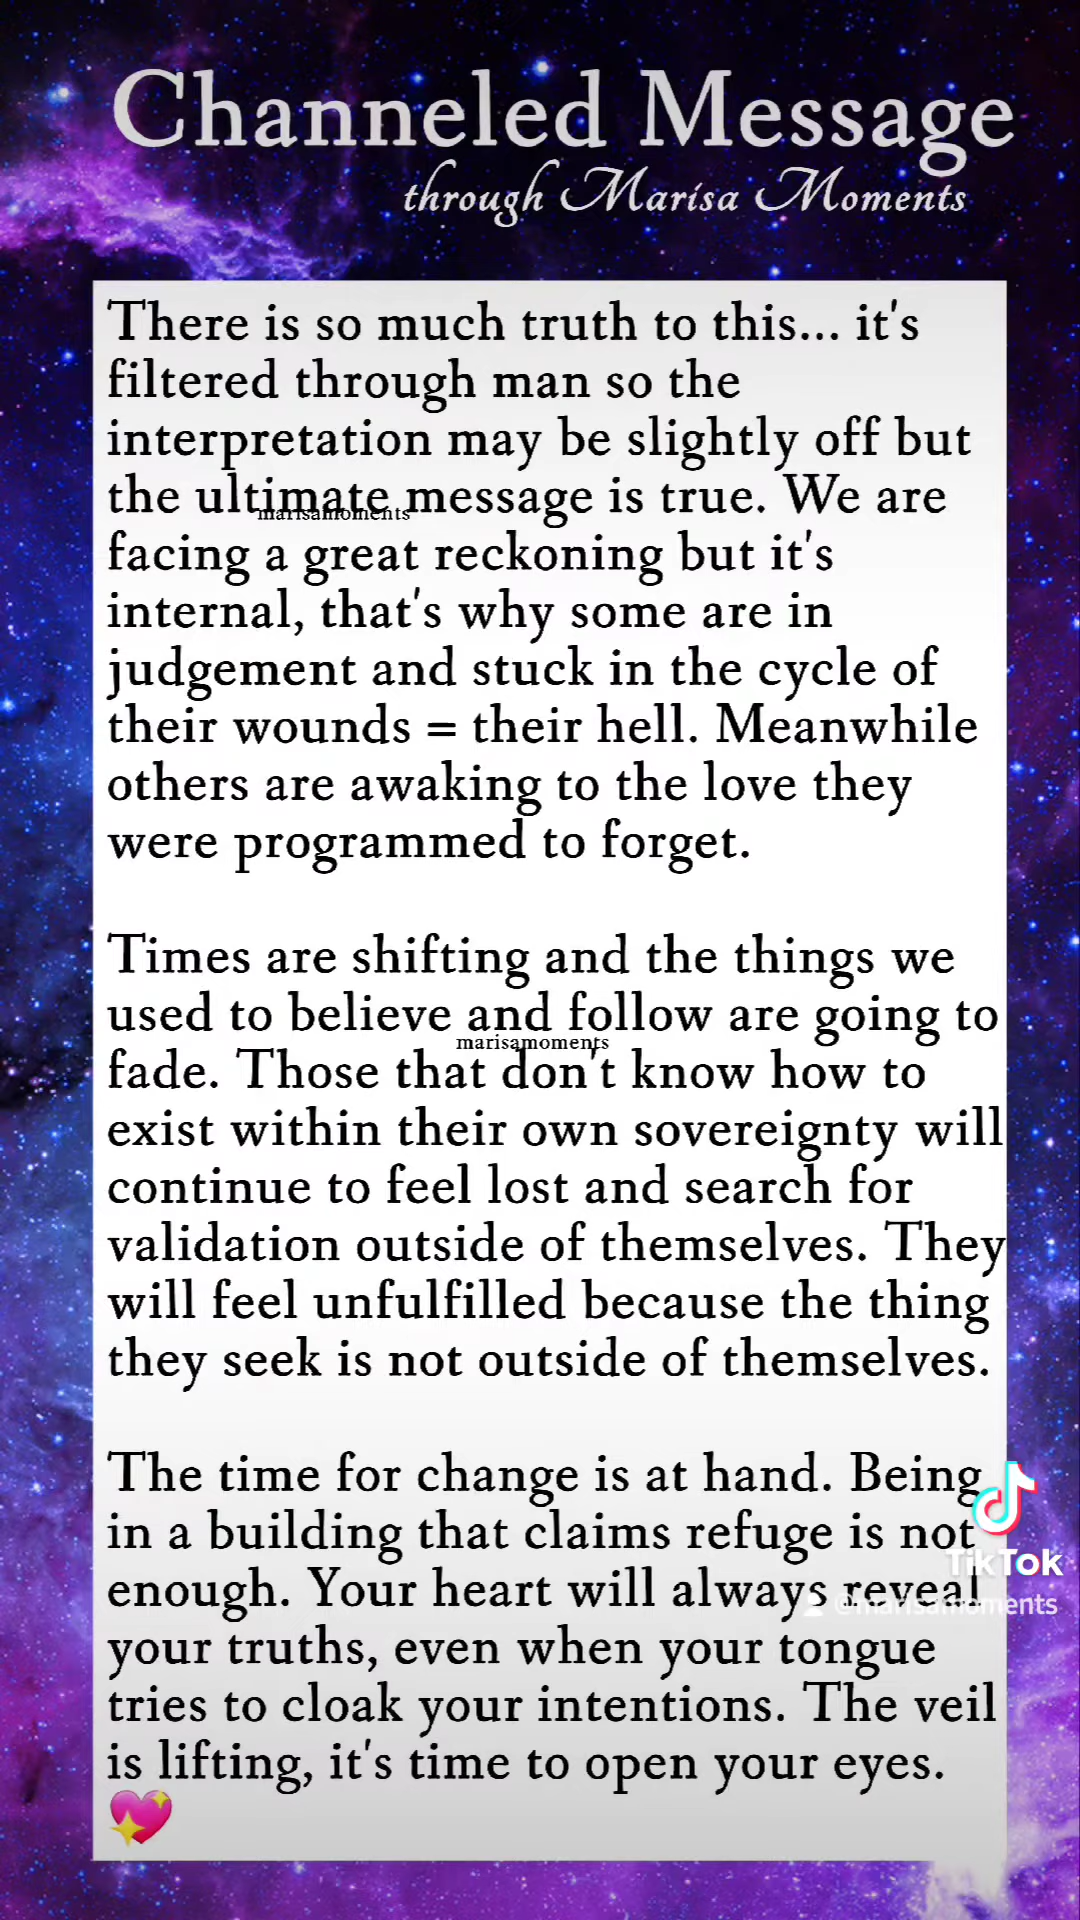 Channeled Message
through Marisa Moments
There is so much truth to this... it's
filtered through man so the
interpretation may be slightly off but
the ultimate message is true. We are
marisamoments
facing a great reckoning but it's
internal, that's why some are in
judgement and stuck in the cycle of
their wounds = their hell. Meanwhile
others are awaking to the love they
were programmed to forget.
Times are shifting and the things we
used to believe and follow are going to
marisamoments
fade. Those that don't know how to
exist within their own sovereignty will
continue to feel lost and search for
validation outside of themselves. They
will feel unfulfilled because the thing
they seek is not outside of themselves.
The time for change is at hand. Being
in a building that claims refuge is not
TikTok
enough. Your heart will always reveal
@marisamoments
your truths, even when your tongue
tries to cloak your intentions. The veil
is lifting, it's time to open your eyes.